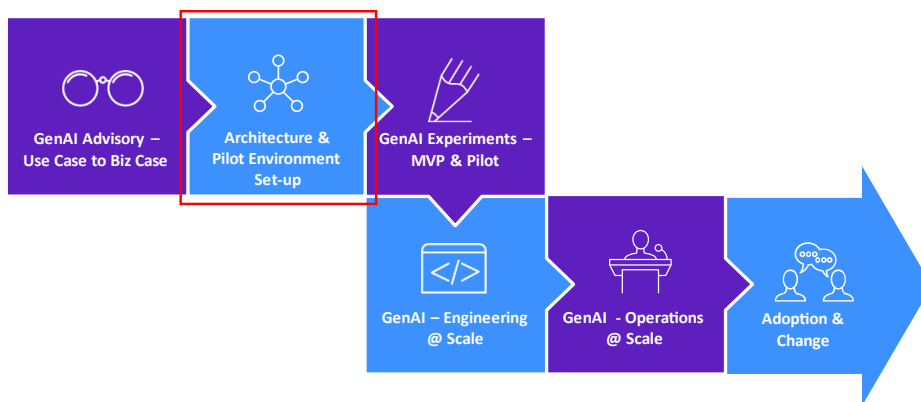 GenAI Advisory –
Use Case to Biz Case
Architecture &
Pilot Environment
Set-up
GenAI Experiments –
MVP & Pilot
</>
GenAI – Engineering
@ Scale
GenAI - Operations
@ Scale
Adoption &
Change